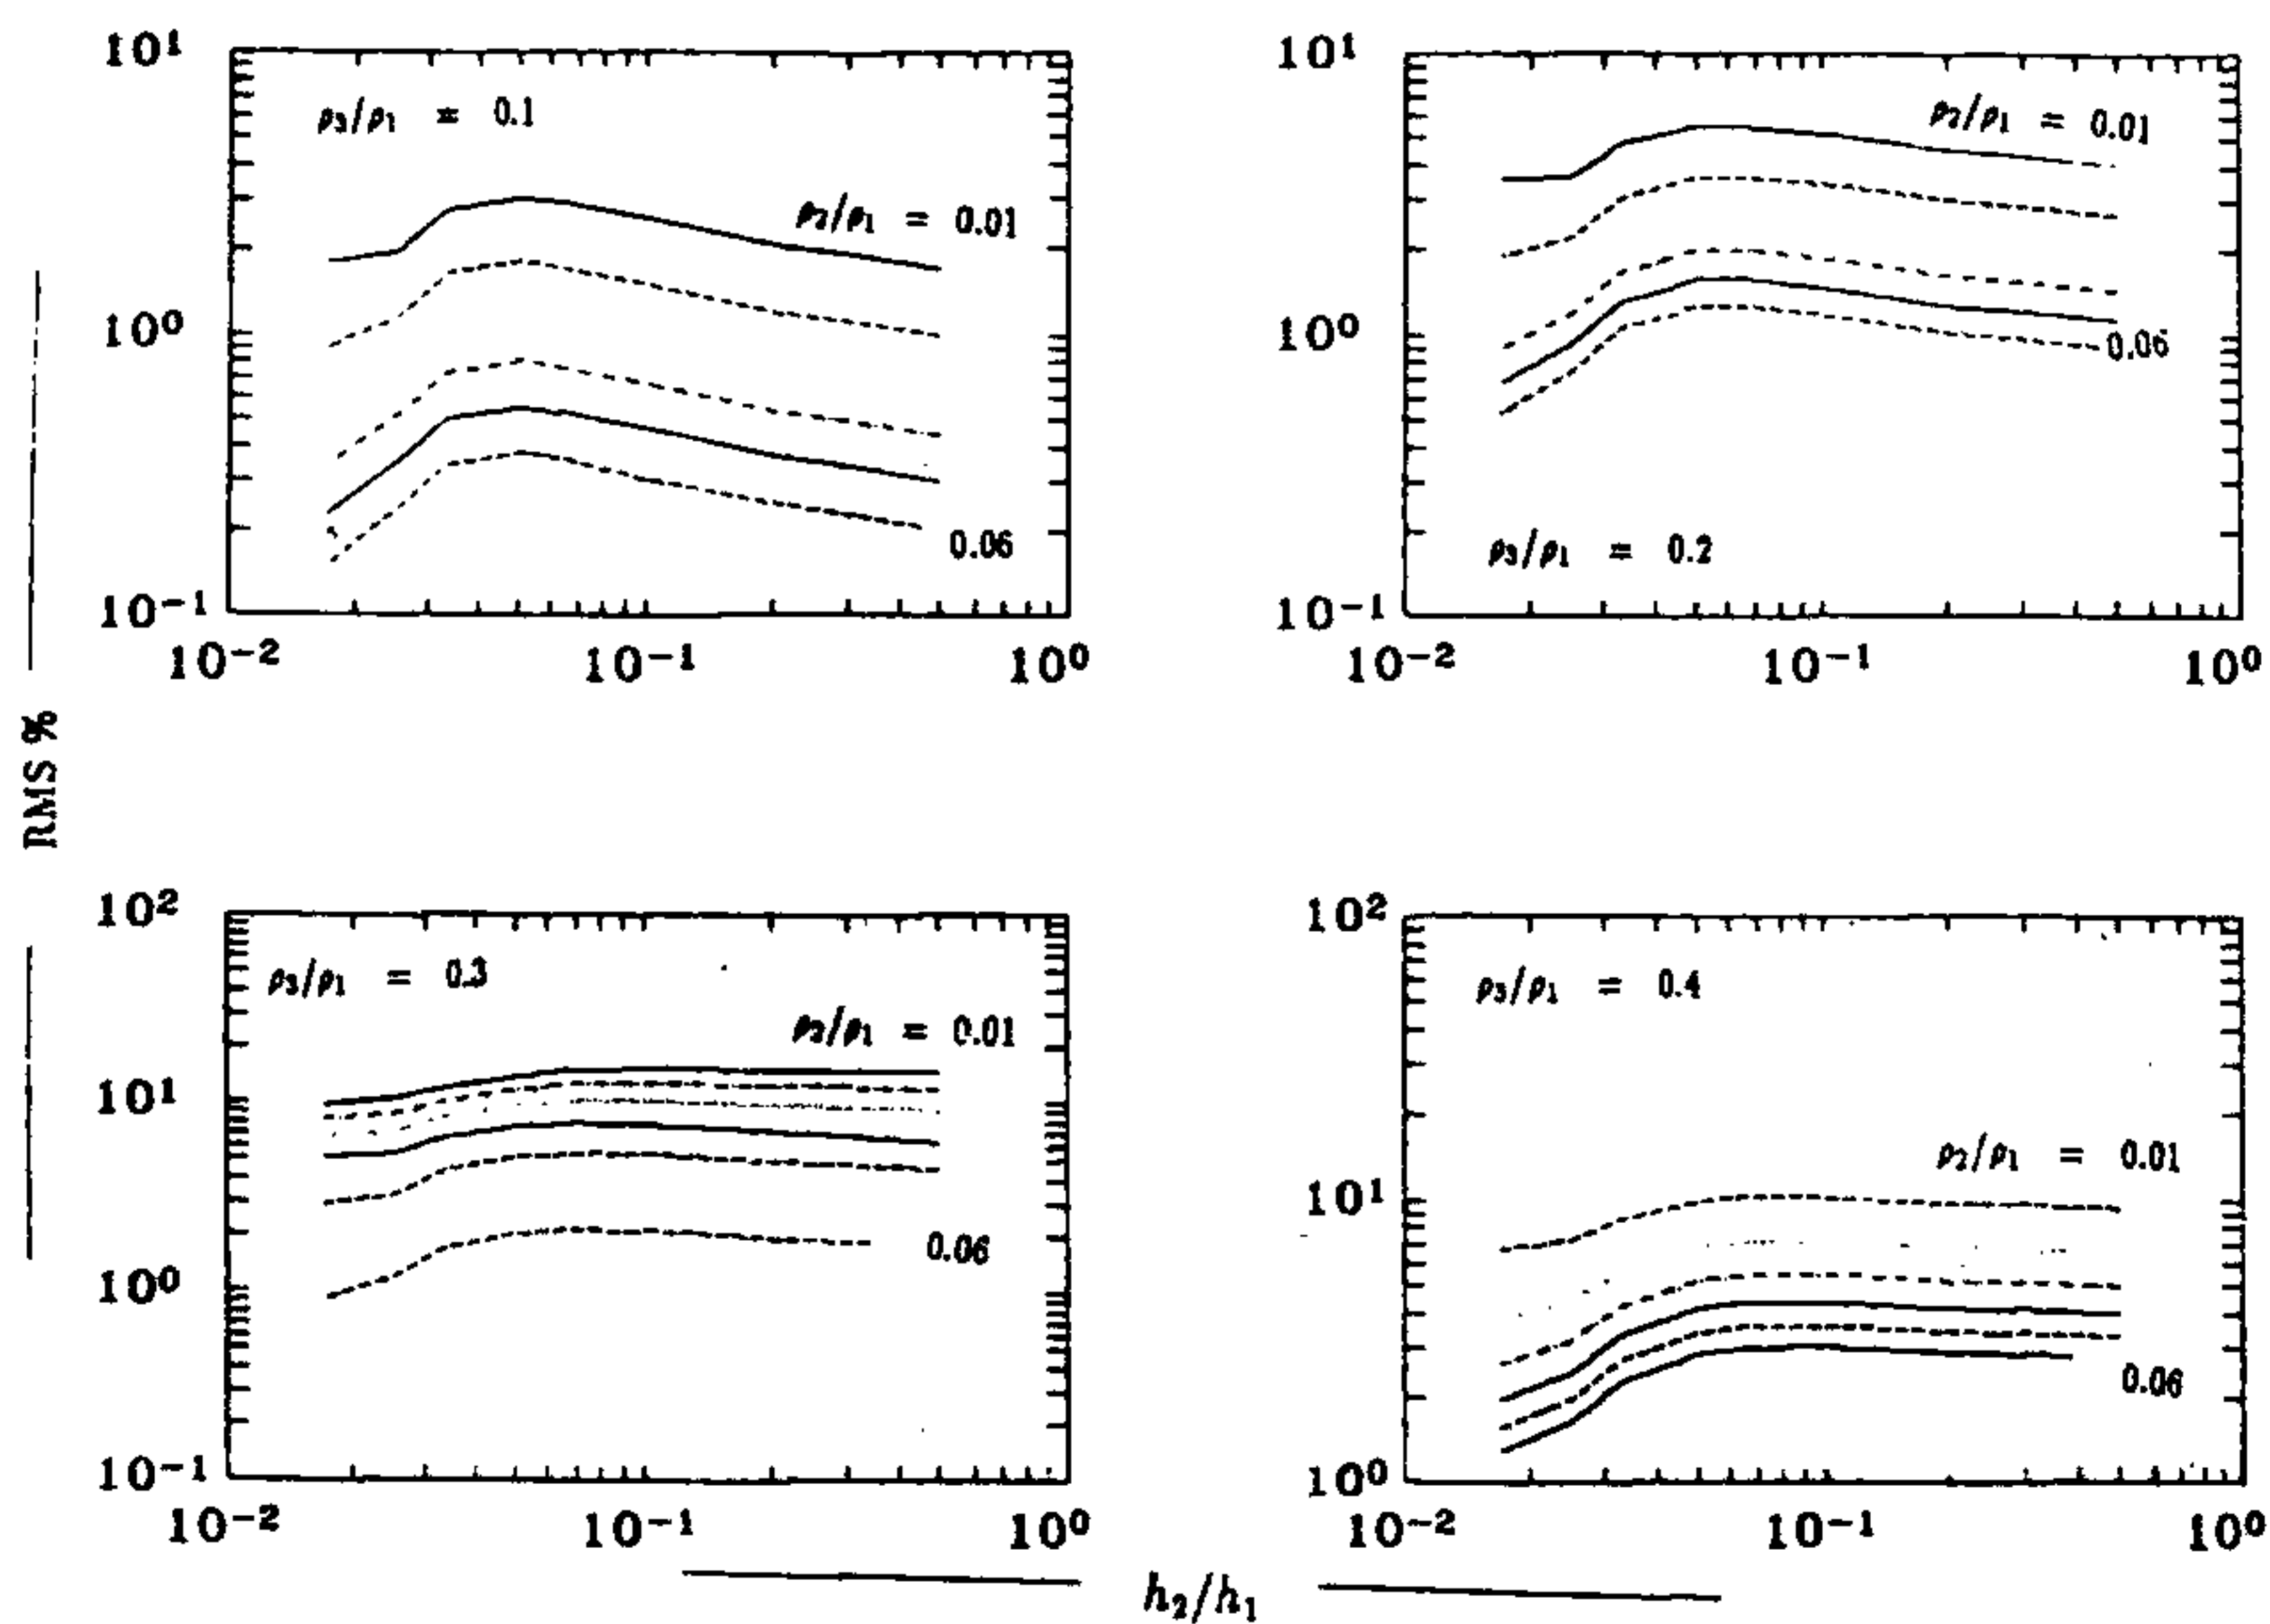 10¹
10⁰
10⁻¹
ρ₃/ρ₁ = 0.1
ρ₂/ρ₁ = 0.01
0.06
10⁻² 10⁻¹ 10⁰
10¹
10⁰
10⁻¹
ρ₂/ρ₁ = 0.01
0.06
ρ₃/ρ₁ = 0.2
10⁻² 10⁻¹ 10⁰
RMS %
10²
10¹
10⁰
10⁻¹
ρ₃/ρ₁ = 0.3
ρ₂/ρ₁ = 0.01
0.06
10⁻² 10⁻¹ 10⁰
10²
10¹
10⁰
ρ₃/ρ₁ = 0.4
ρ₂/ρ₁ = 0.01
0.06
10⁻² 10⁻¹ 10⁰
h₂/h₁